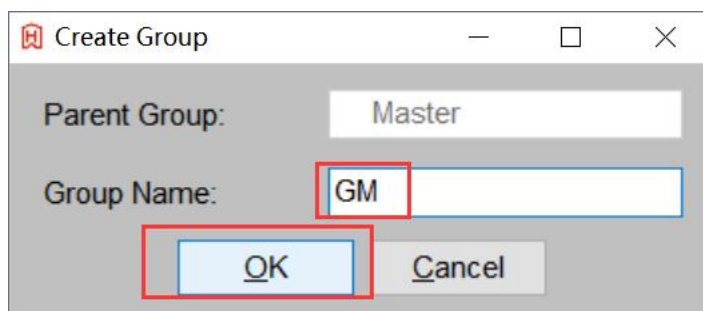 Create Group
Parent Group: Master
Group Name: GM
OK Cancel